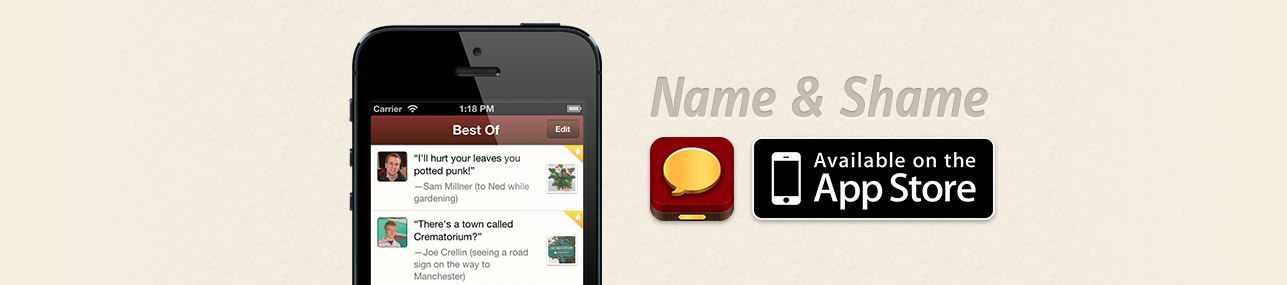 Name & Shame
Carrier
1:18 PM
Best Of
Edit
“I'll hurt your leaves you
potted punk!”
—Sam Millner (to Ned while
gardening)
“There's a town called
Crematorium?”
—Joe Crellin (seeing a road
sign on the way to
Manchester)
Available on the
App Store